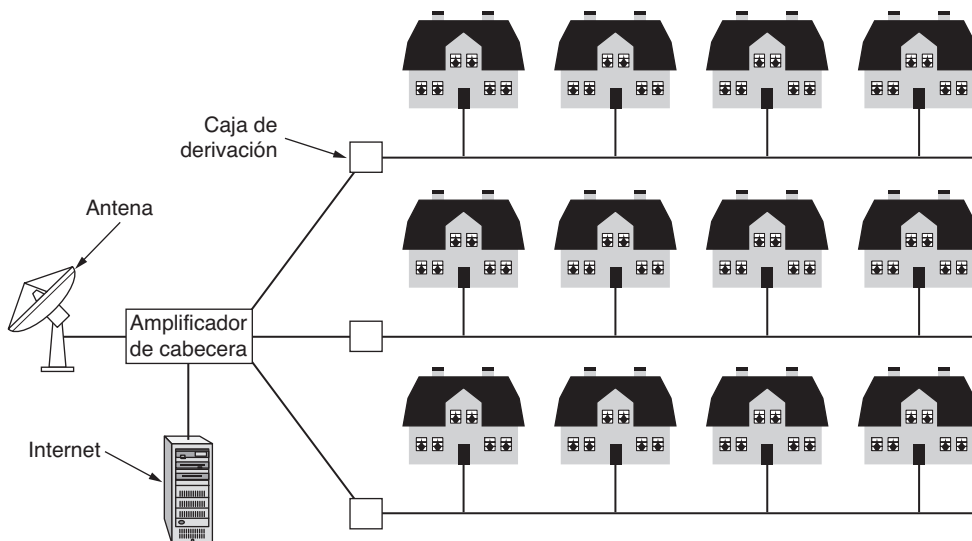 Caja de
derivación
Antena
Amplificador
de cabecera
Internet